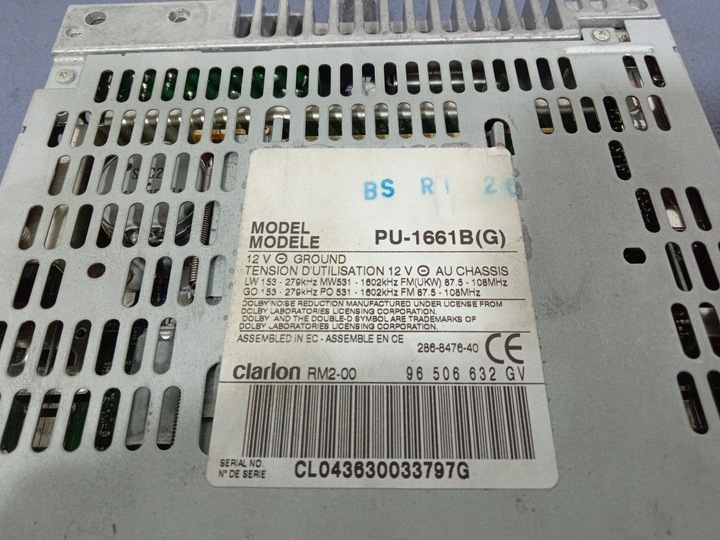 BS R1 2
MODEL
MODELE PU-1661B(G)
12 V ⊖ GROUND
TENSION D'UTILISATION 12 V ⊖ AU CHASSIS
LW 153 - 279kHz MW531 - 1602kHz FM(UKW) 87.5 - 108MHz
GO 153 - 279kHz PO 531 - 1602kHz FM 87.5 - 108MHz
DOLBY NOISE REDUCTION MANUFACTURED UNDER LICENSE FROM
DOLBY LABORATORIES LICENSING CORPORATION.
DOLBY AND THE DOUBLE-D SYMBOL ARE TRADEMARKS OF
DOLBY LABORATORIES LICENSING CORPORATION.
ASSEMBLED IN EC - ASSEMBLE EN CE 286-8476-40 CE
Clarion RM2-00 96 506 632 GV
SERIAL NO.
N° DE SERIE CL043630033797G